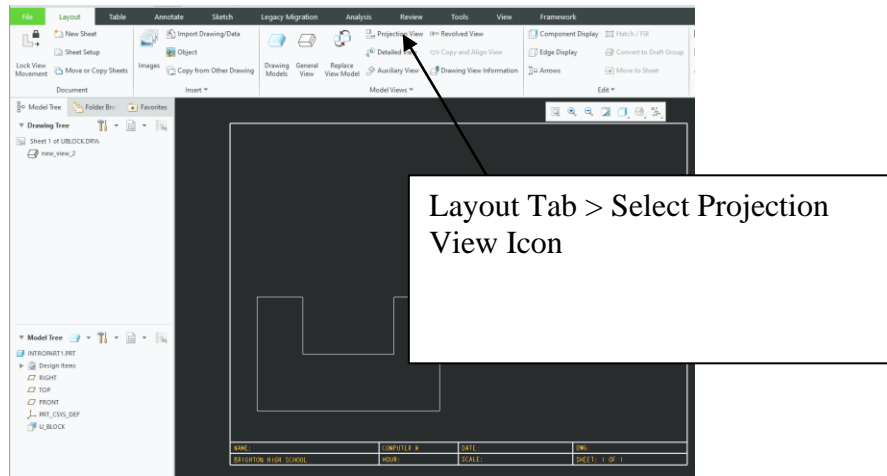 File Layout Table Annotate Sketch Legacy Migration Analysis Review Tools View Framework
New Sheet Import Drawing/Data Projection View Revolved View Component Display Hatch / Fill
Sheet Setup Object Detailed View Copy and Align View Edge Display Convert to Draft Group
Lock View Movement Move or Copy Sheets Images Copy from Other Drawing Drawing Models General View Replace View Model Auxiliary View Drawing View Information Arrows Move to Sheet
Document Insert Model Views Edit
Model Tree Folder Bro Favorites
Drawing Tree
Sheet 1 of UBLOCK.DRW
new_view_2
Layout Tab > Select Projection
View Icon
Model Tree
INTROPART1.PRT
Design Items
RIGHT
TOP
FRONT
PRT_CSYS_DEF
U_BLOCK
NAME: COMPUTER # DATE: DWG:
BRIGHTON HIGH SCHOOL HOUR: SCALE: SHEET: 1 OF 1